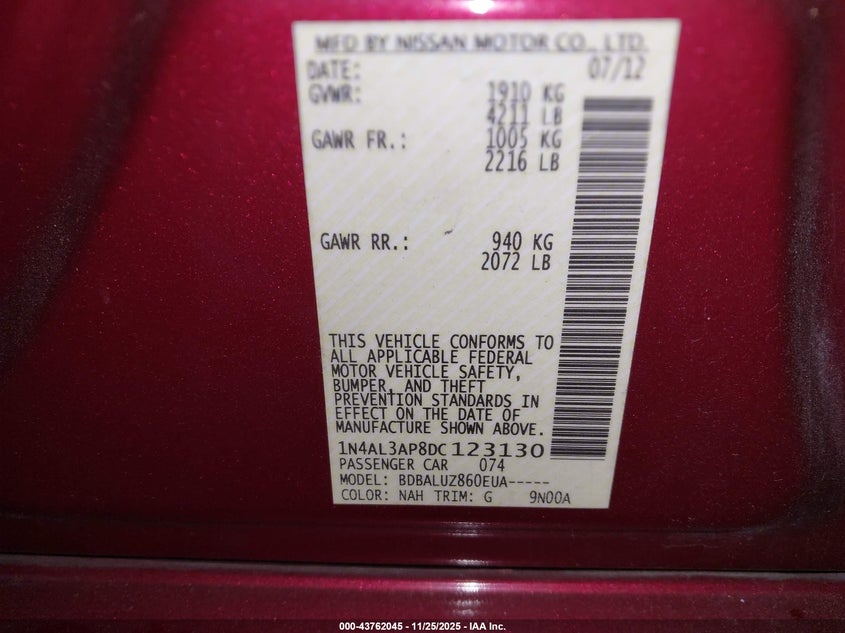 MFD BY NISSAN MOTOR CO., LTD.
DATE: 07/12
GVWR: 1910 KG
4211 LB
GAWR FR.: 1005 KG
2216 LB
GAWR RR.: 940 KG
2072 LB
THIS VEHICLE CONFORMS TO
ALL APPLICABLE FEDERAL
MOTOR VEHICLE SAFETY,
BUMPER, AND THEFT
PREVENTION STANDARDS IN
EFFECT ON THE DATE OF
MANUFACTURE SHOWN ABOVE.
1N4AL3AP8DC123130
PASSENGER CAR 074
MODEL: BDBALUZ860EUA-----
COLOR: NAH TRIM: G 9N00A
000-43762045 - 11/25/2025 - IAA Inc.